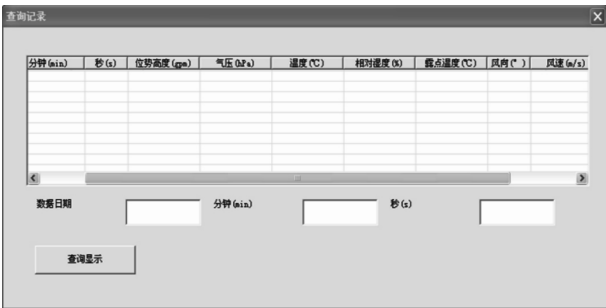 查询记录
分钟(min) 秒(s) 位势高度(gpm) 气压(hPa) 温度(℃) 相对湿度(%) 露点温度(℃) 风向(°) 风速(m/s)
数据日期 分钟(min) 秒(s)
查询显示